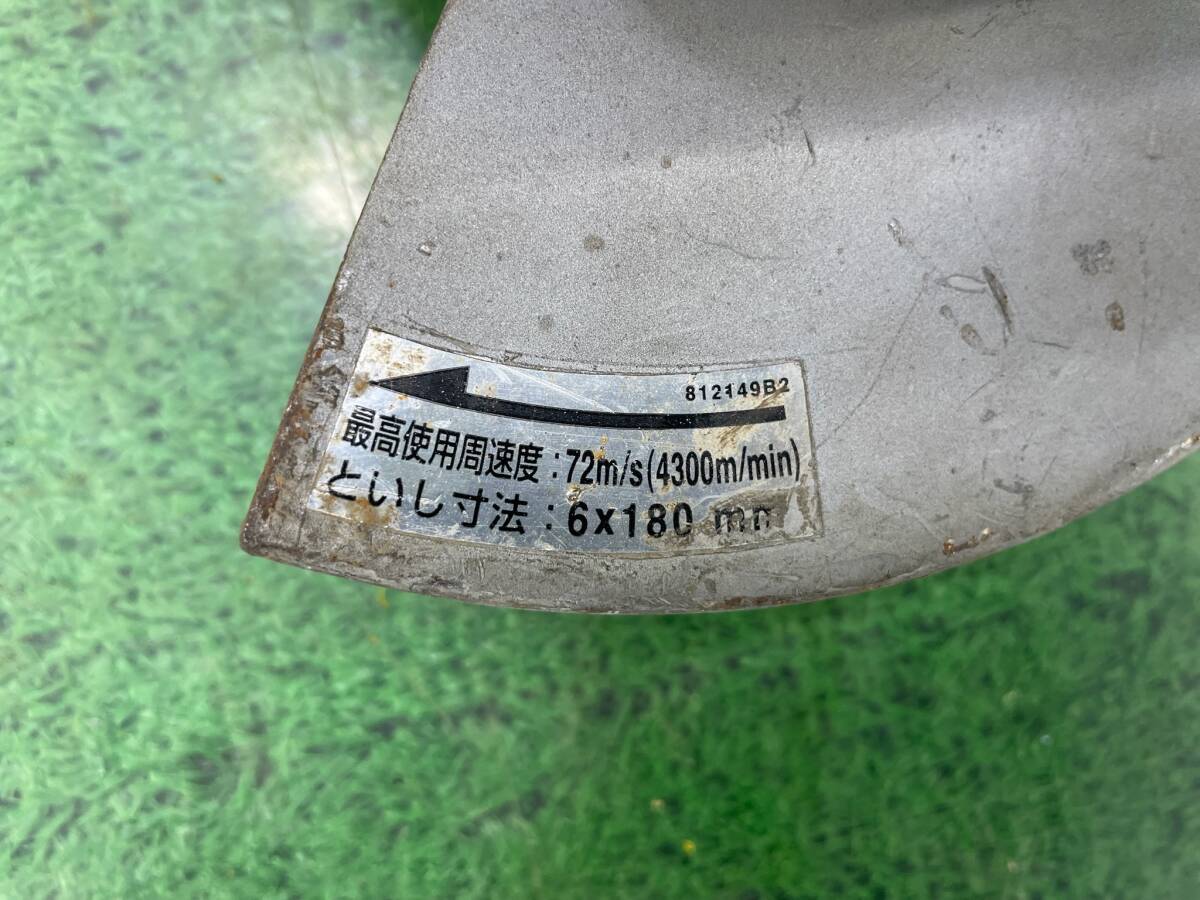 812149B2
最高使用周速度:72m/s(4300m/min)
といし寸法:6x180 mm